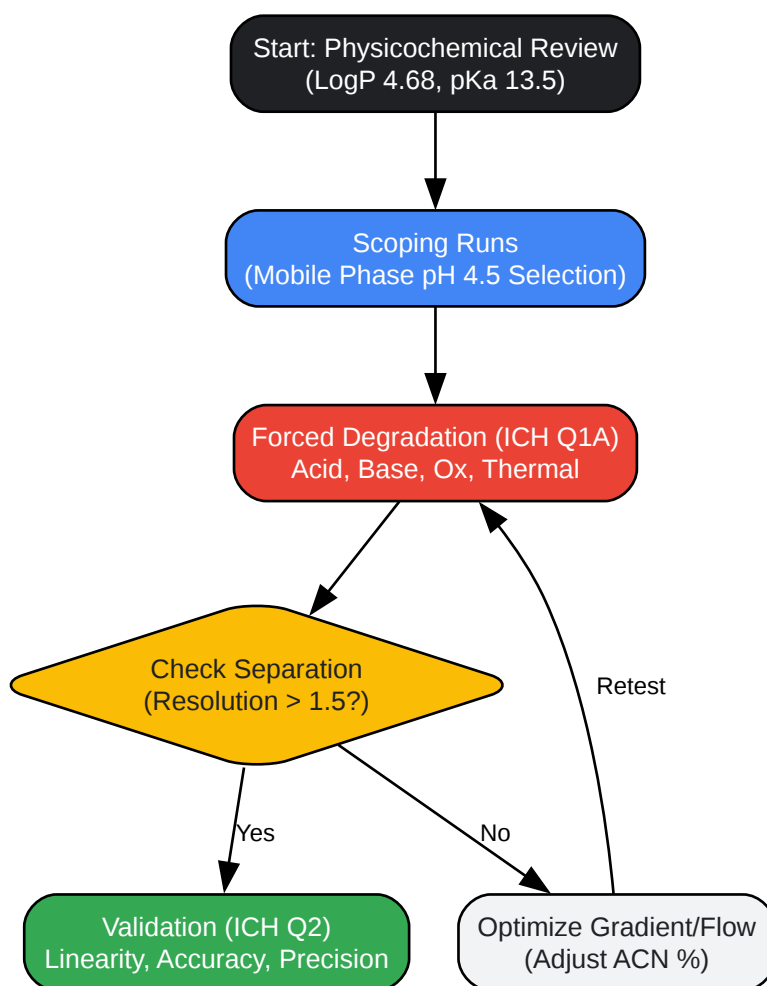 Start: Physicochemical Review
(LogP 4.68, pKa 13.5)
Scoping Runs
(Mobile Phase pH 4.5 Selection)
Forced Degradation (ICH Q1A)
Acid, Base, Ox, Thermal
Check Separation
(Resolution > 1.5?)
Retest
Yes
No
Validation (ICH Q2)
Linearity, Accuracy, Precision
Optimize Gradient/Flow
(Adjust ACN %)